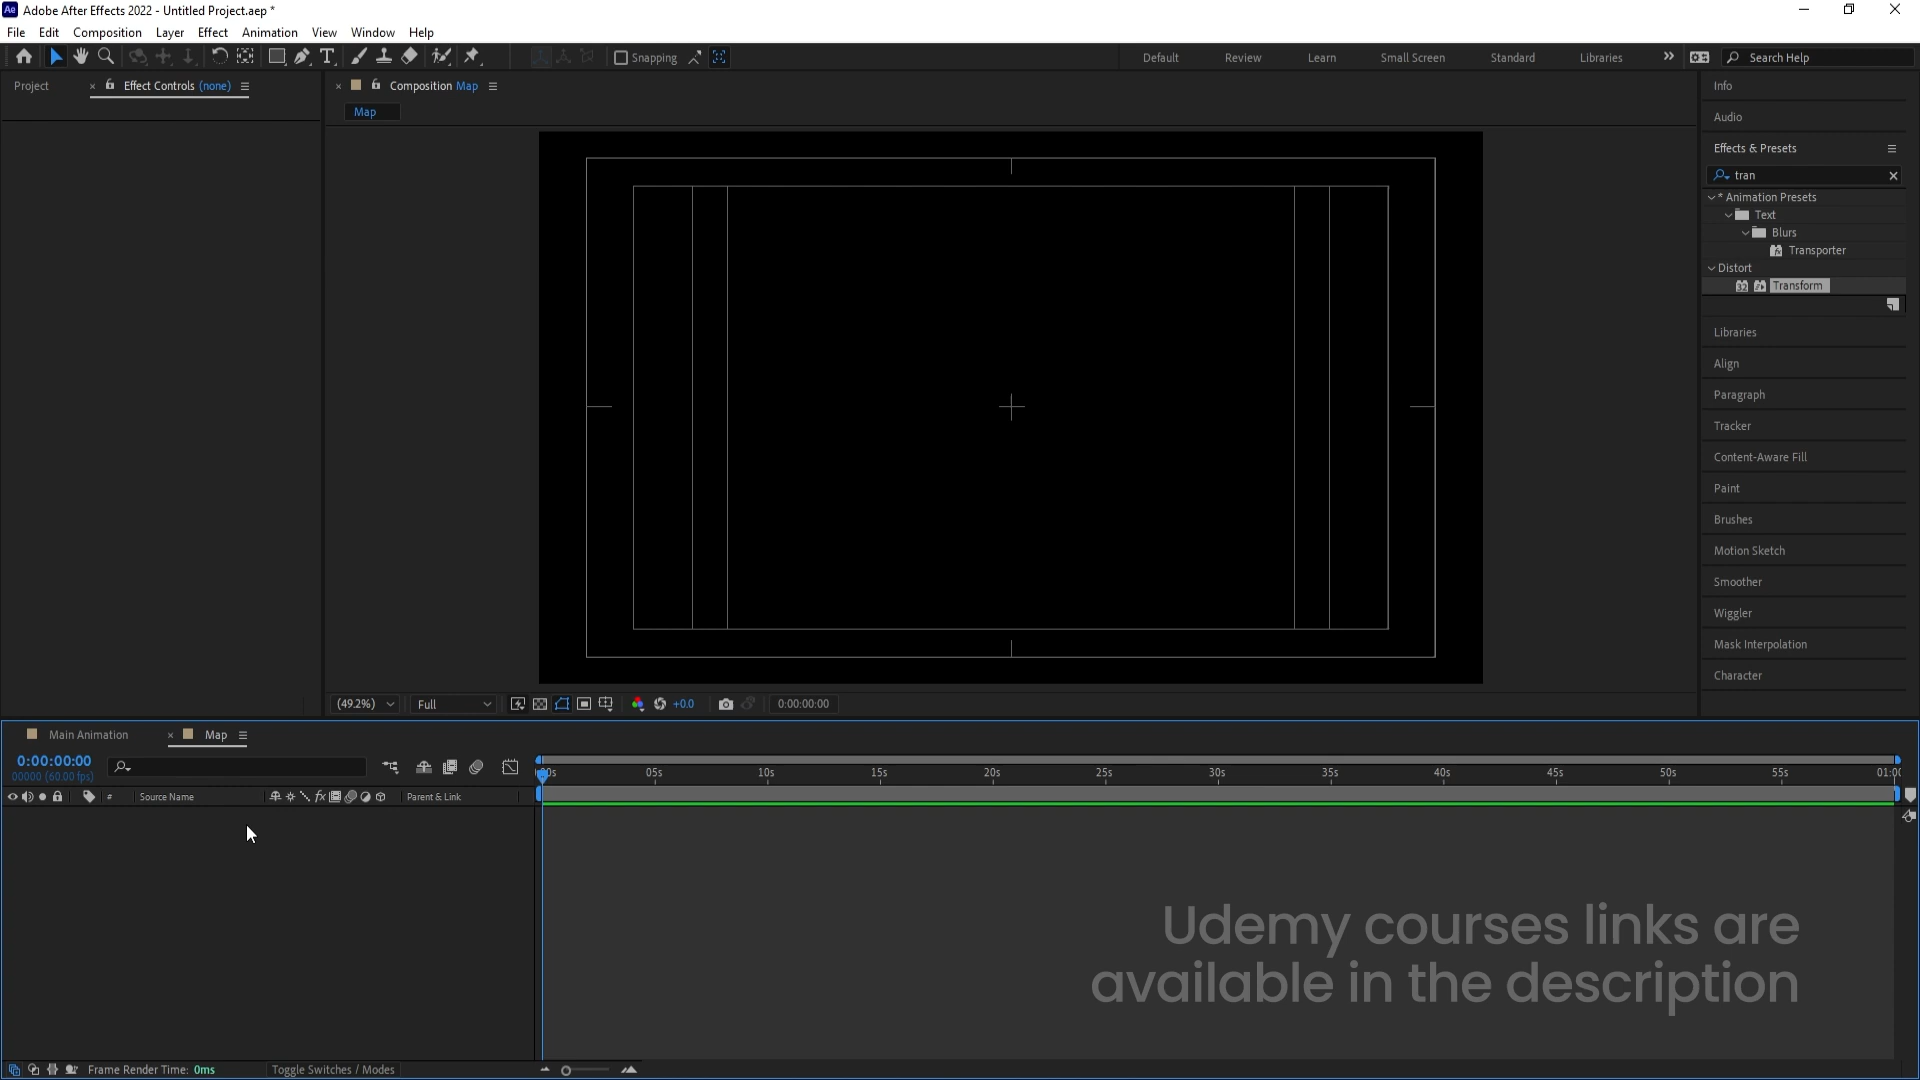 Ae Adobe After Effects 2022 - Untitled Project.aep *
File Edit Composition Layer Effect Animation View Window Help
Snapping
Default Review Learn Small Screen Standard Libraries Search Help
Project Effect Controls (none)
Composition Map
Map
Info
Audio
Effects & Presets
tran
* Animation Presets
Text
Blurs
Transporter
Distort
32 Transform
Libraries
Align
Paragraph
Tracker
Content-Aware Fill
Paint
Brushes
Motion Sketch
Smoother
Wiggler
Mask Interpolation
Character
(49.2%) Full +0.0 0:00:00:00
Main Animation Map
0:00:00:00
00000 (60.00 fps)
05s 10s 15s 20s 25s 30s 35s 40s 45s 50s 55s
# Source Name fx Parent & Link
Udemy courses links are
available in the description
Frame Render Time: 0ms Toggle Switches / Modes